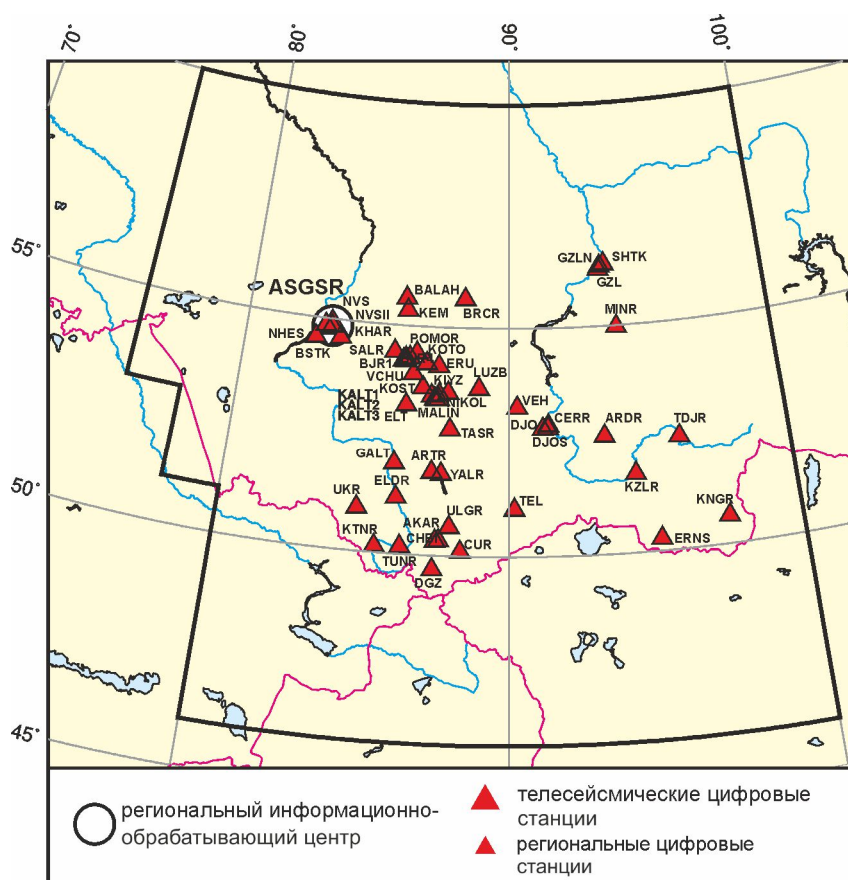 70°
80°
90°
100°
55°
50°
45°
ASGSR
NVS
NVSII
NHES
KHAR
BSTK
BALAH
KEM
BRCR
GZLN
SHTK
GZL
MINR
SALR
POMOR
KOTO
BJR1
ERU
VCHU
KIYZ
LUZB
KOST
KALT1
KALT2
KALT3
ELT
MALIN
NIKOL
TASR
VEH
CERR
DJOS
ARDR
TDJR
GALT
ARTR
YALR
ELDR
UKR
KZLR
TEL
KNGR
ULGR
AKAR
KTNR
CUR
ERNS
TUNR
DGZ
региональный информационно-
обрабатывающий центр
телесейсмические цифровые
станции
региональные цифровые
станции